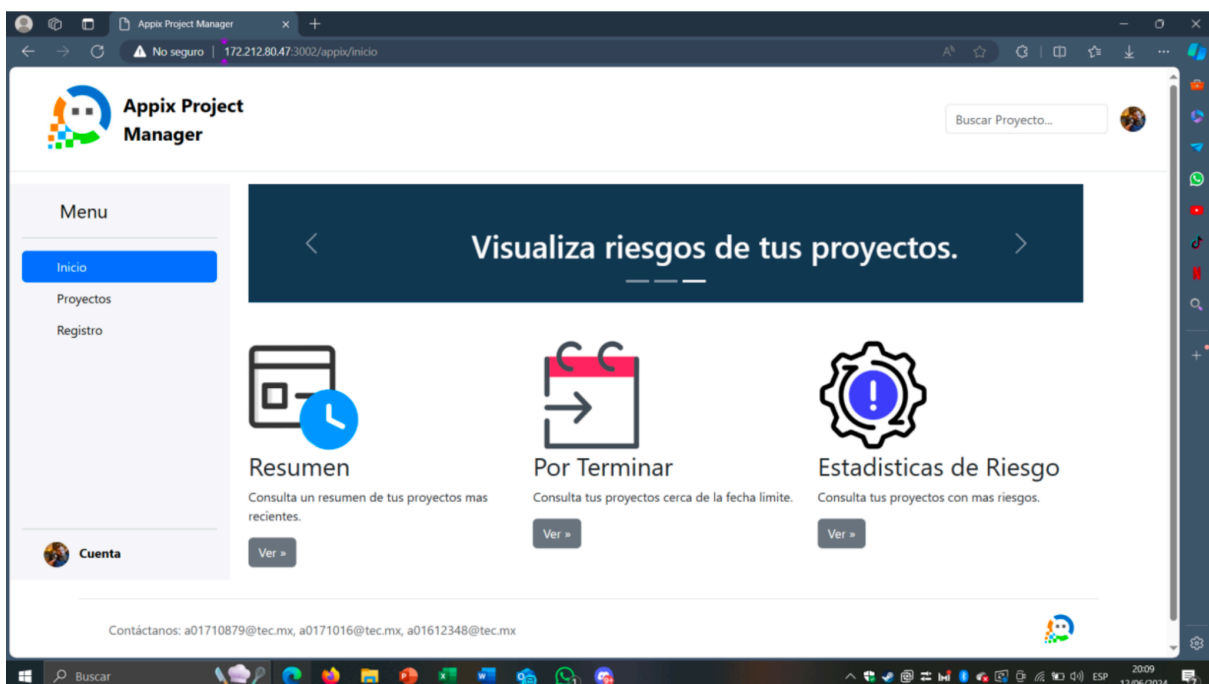 Appix Project Manager
No seguro
172.212.80.47:3002/appix/inicio
Appix Project
Manager
Buscar Proyecto...
Menu
Inicio
Proyectos
Registro
Cuenta
Visualiza riesgos de tus proyectos.
Resumen
Consulta un resumen de tus proyectos mas
recientes.
Ver »
Por Terminar
Consulta tus proyectos cerca de la fecha limite.
Ver »
Estadisticas de Riesgo
Consulta tus proyectos con mas riesgos.
Ver »
Contáctanos: a01710879@tec.mx, a0171016@tec.mx, a01612348@tec.mx
Buscar
ESP
20:09
12/06/2024